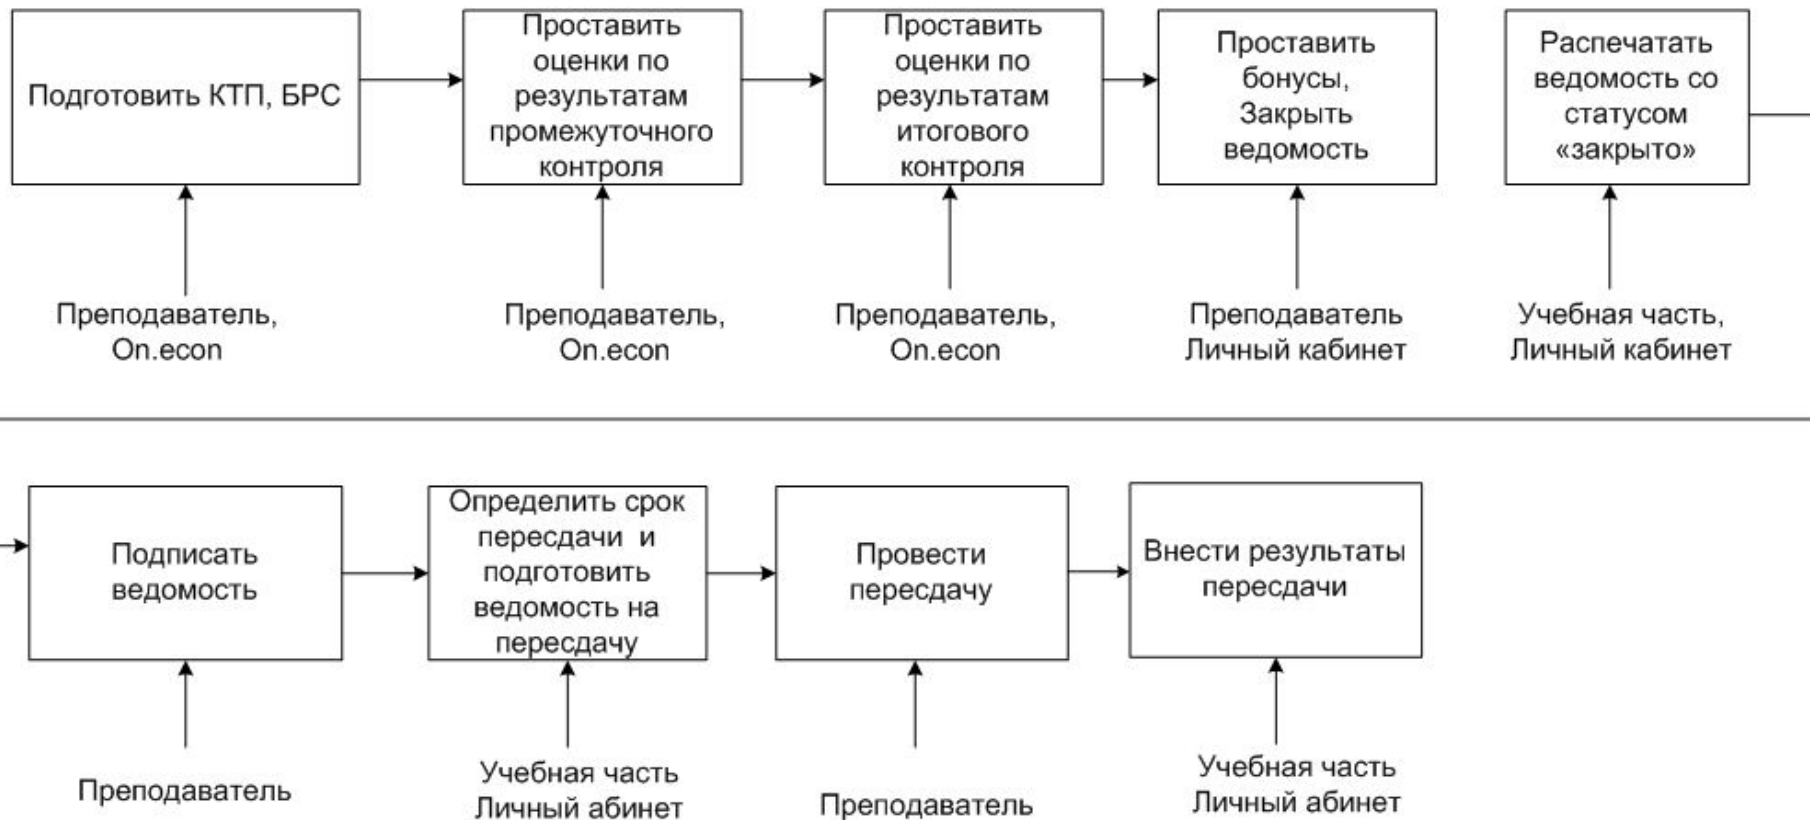 Подготовить КТП, БРС
Проставить
оценки по
результатам
промежуточного
контроля
Проставить
оценки по
результатам
итогового
контроля
Проставить
бонусы,
Закрыть
ведомость
Распечатать
ведомость со
статусом
«закрыто»
Преподаватель,
On.econ
Преподаватель,
On.econ
Преподаватель,
On.econ
Преподаватель
Личный кабинет
Учебная часть,
Личный кабинет
Подписать
ведомость
Определить срок
пересдачи и
подготовить
ведомость на
пересдачу
Провести
пересдачу
Внести результаты
пересдачи
Преподаватель
Учебная часть
Личный абинет
Преподаватель
Учебная часть
Личный абинет